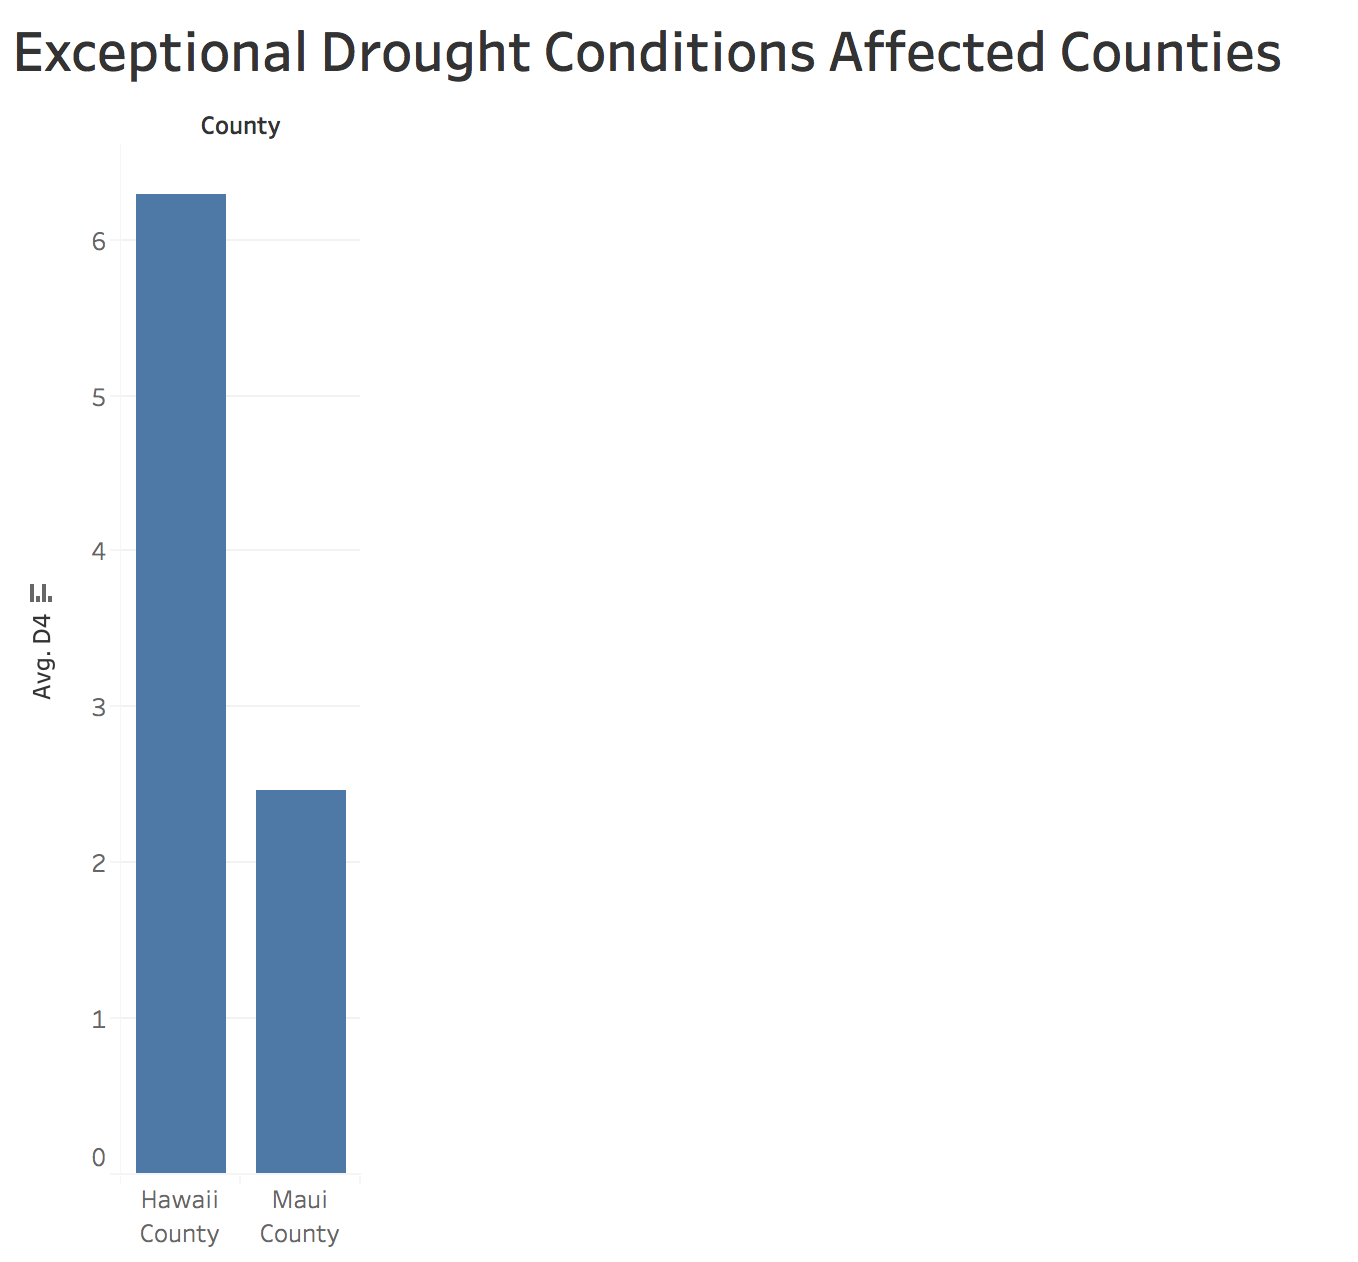 Exceptional Drought Conditions Affected Counties
County
6
5
4
3
2
1
0
Avg. D4
Hawaii
County
Maui
County